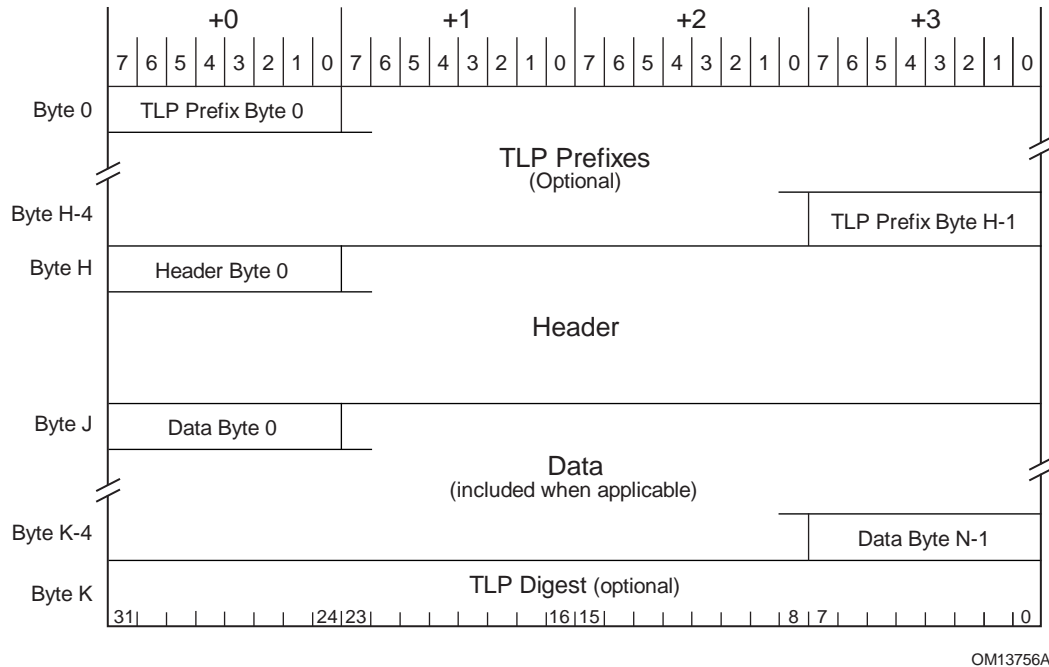 +0 +1 +2 +3
7 6 5 4 3 2 1 0 7 6 5 4 3 2 1 0 7 6 5 4 3 2 1 0 7 6 5 4 3 2 1 0
Byte 0 TLP Prefix Byte 0
TLP Prefixes
(Optional)
Byte H-4 TLP Prefix Byte H-1
Byte H Header Byte 0
Header
Byte J Data Byte 0
Data
(included when applicable)
Byte K-4 Data Byte N-1
Byte K TLP Digest (optional)
31 24 23 16 15 8 7 0
OM13756A